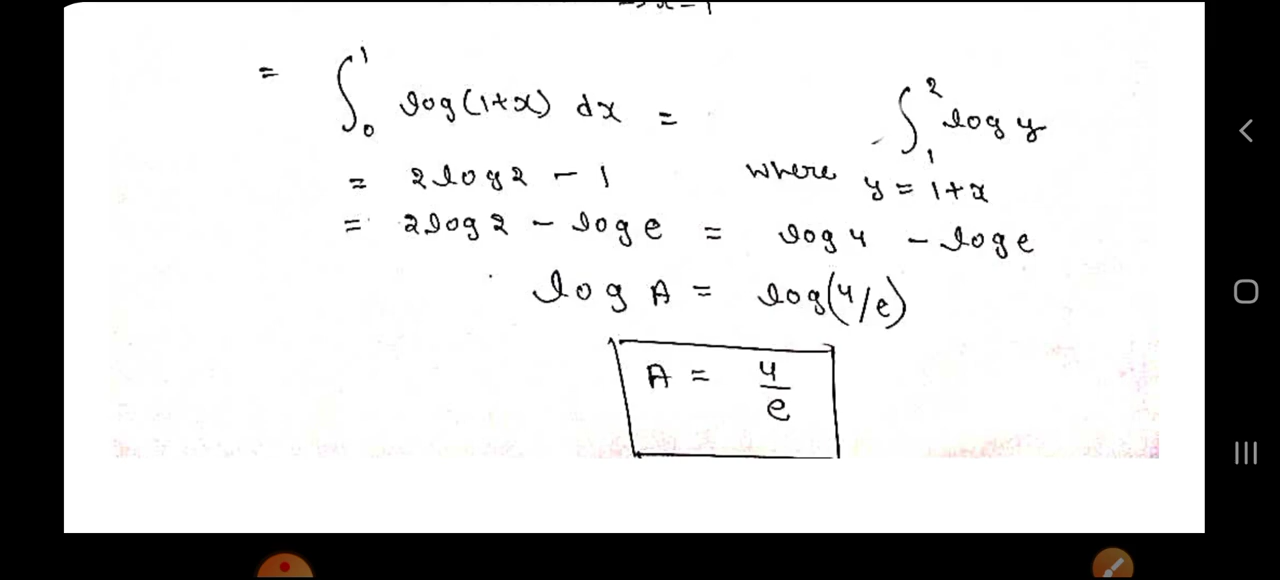 = ∫₀¹ log(1+x) dx = ∫₁² log y
= 2log2 - 1 where y = 1+x
= 2log2 - log e = log 4 - log e
log A = log(4/e)
A = 4/e